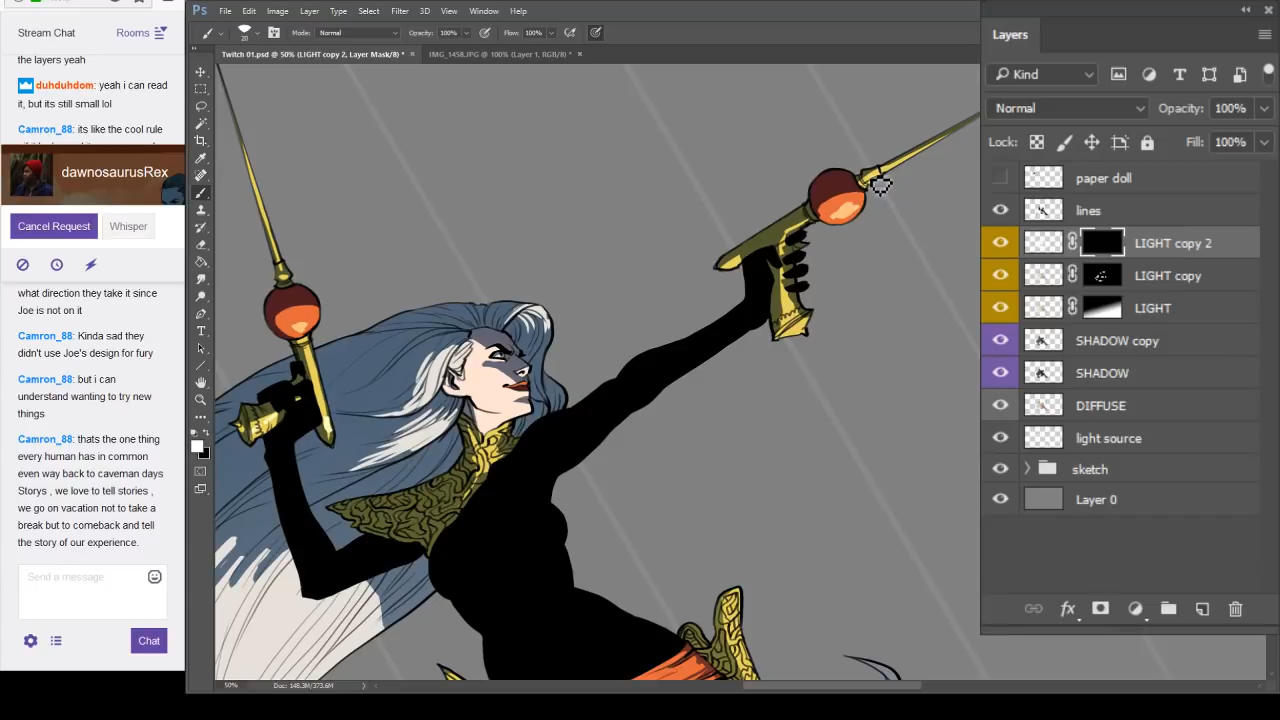 Stream Chat
Rooms
the layers yeah
duhduhdom: yeah i can read
it, but its still small lol
Camron_88: its like the cool rule
dawnosaurusRex
Cancel Request
Whisper
what direction they take it since
Joe is not on it
Camron_88: Kinda sad they
didn't use Joe's design for fury
Camron_88: but i can
understand wanting to try new
things
Camron_88: thats the one thing
every human has in common
even way back to caveman days
Storys , we love to tell stories ,
we go on vacation not to take a
break but to comeback and tell
the story of our experience.
Send a message
Chat
Ps
File Edit Image Layer Type Select Filter 3D View Window Help
20
Mode: Normal
Opacity: 100%
Flow: 100%
Twitch 01.psd @ 50% (LIGHT copy 2, Layer Mask/8) *
IMG_1458.JPG @ 100% (Layer 1, RGB/8) *
50%
Doc: 148.3M/373.6M
Layers
Kind
Normal
Opacity: 100%
Lock:
Fill: 100%
paper doll
lines
LIGHT copy 2
LIGHT copy
LIGHT
SHADOW copy
SHADOW
DIFFUSE
light source
sketch
Layer 0
fx